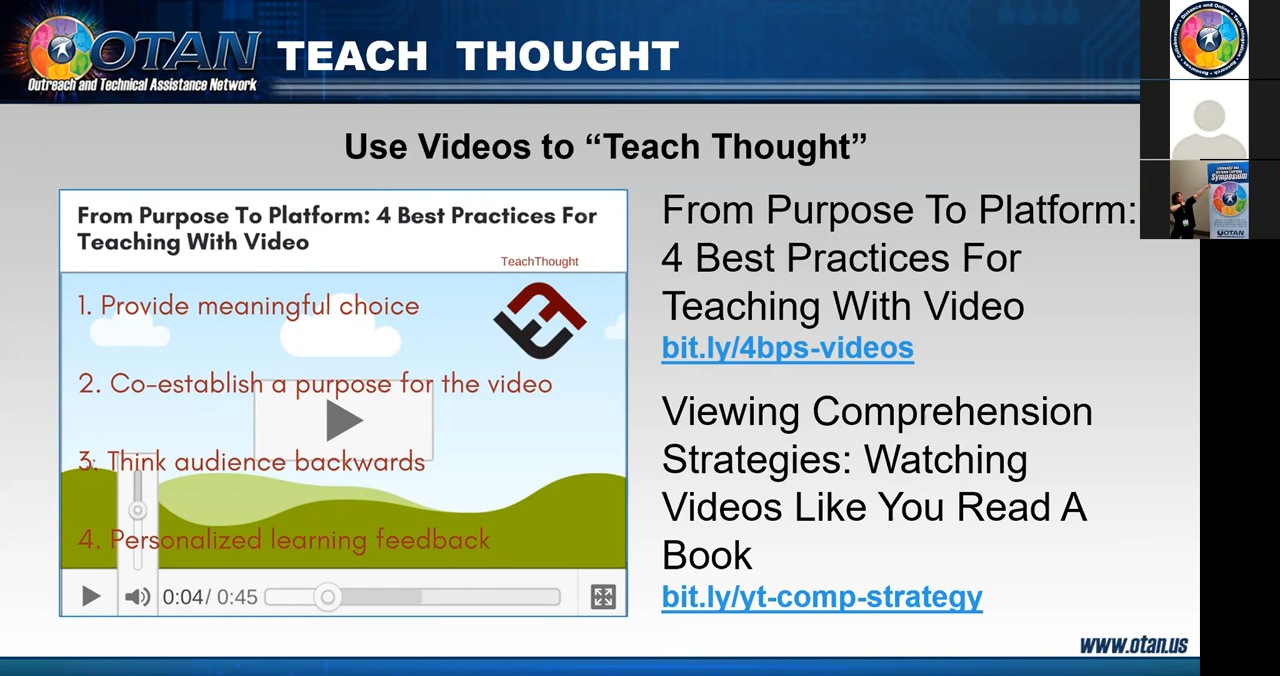 OTAN
Outreach and Technical Assistance Network
TEACH THOUGHT
Use Videos to “Teach Thought”
From Purpose To Platform: 4 Best Practices For
Teaching With Video
TeachThought
1. Provide meaningful choice
2. Co-establish a purpose for the video
3. Think audience backwards
4. Personalized learning feedback
0:04/ 0:45
From Purpose To Platform:
4 Best Practices For
Teaching With Video
bit.ly/4bps-videos
Viewing Comprehension
Strategies: Watching
Videos Like You Read A
Book
bit.ly/yt-comp-strategy
www.otan.us
Symposium
OTAN